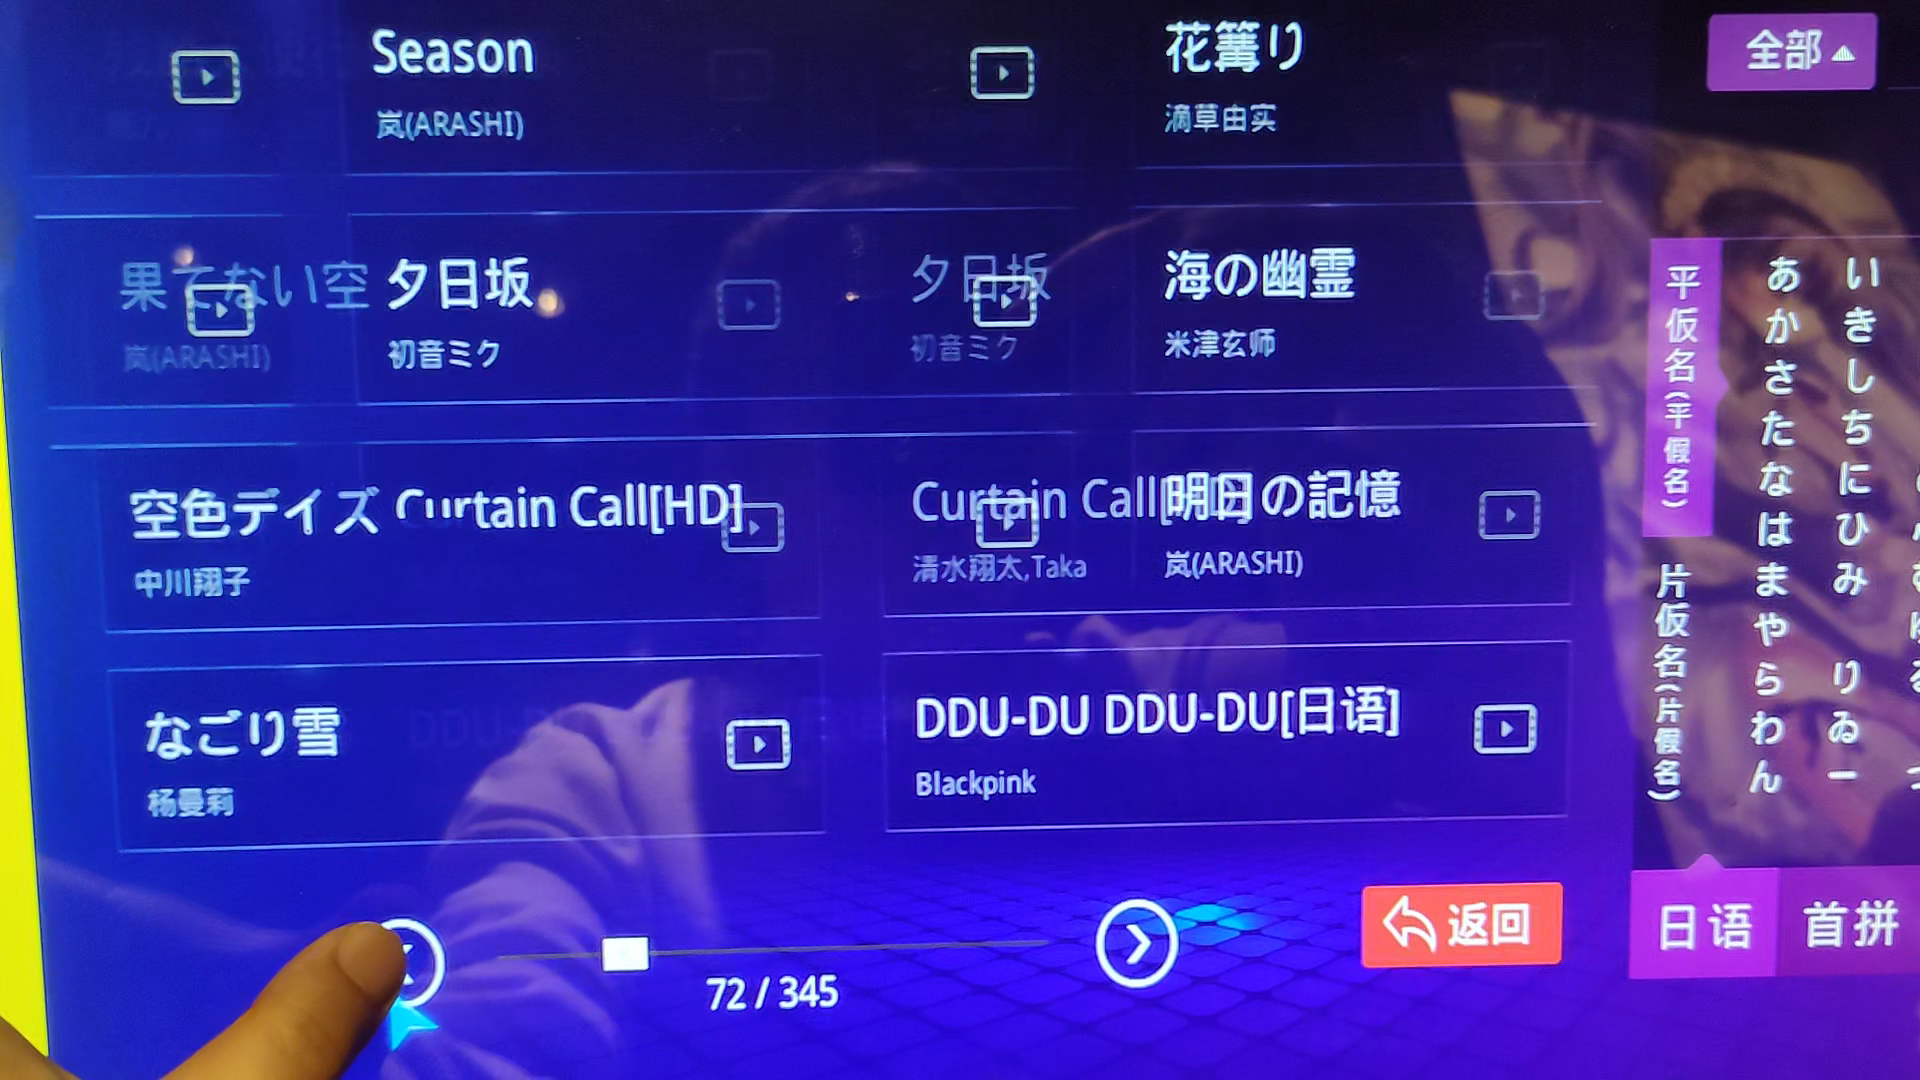 Season
岚(ARASHI)
花篝り
滴草由实
全部
果てない空
岚(ARASHI)
夕日坂
初音ミク
夕日坂
初音ミク
海の幽霊
米津玄师
空色デイズ
中川翔子
Curtain Call[HD]
Curtain Call[
清水翔太,Taka
明日の記憶
岚(ARASHI)
なごり雪
杨曼莉
DDU-DU DDU-DU[日语]
Blackpink
72 / 345
返回
平仮名(平假名)
片仮名(片假名)
あかさたなはまやらわん
いきしちにひみ りゐー
日语
首拼